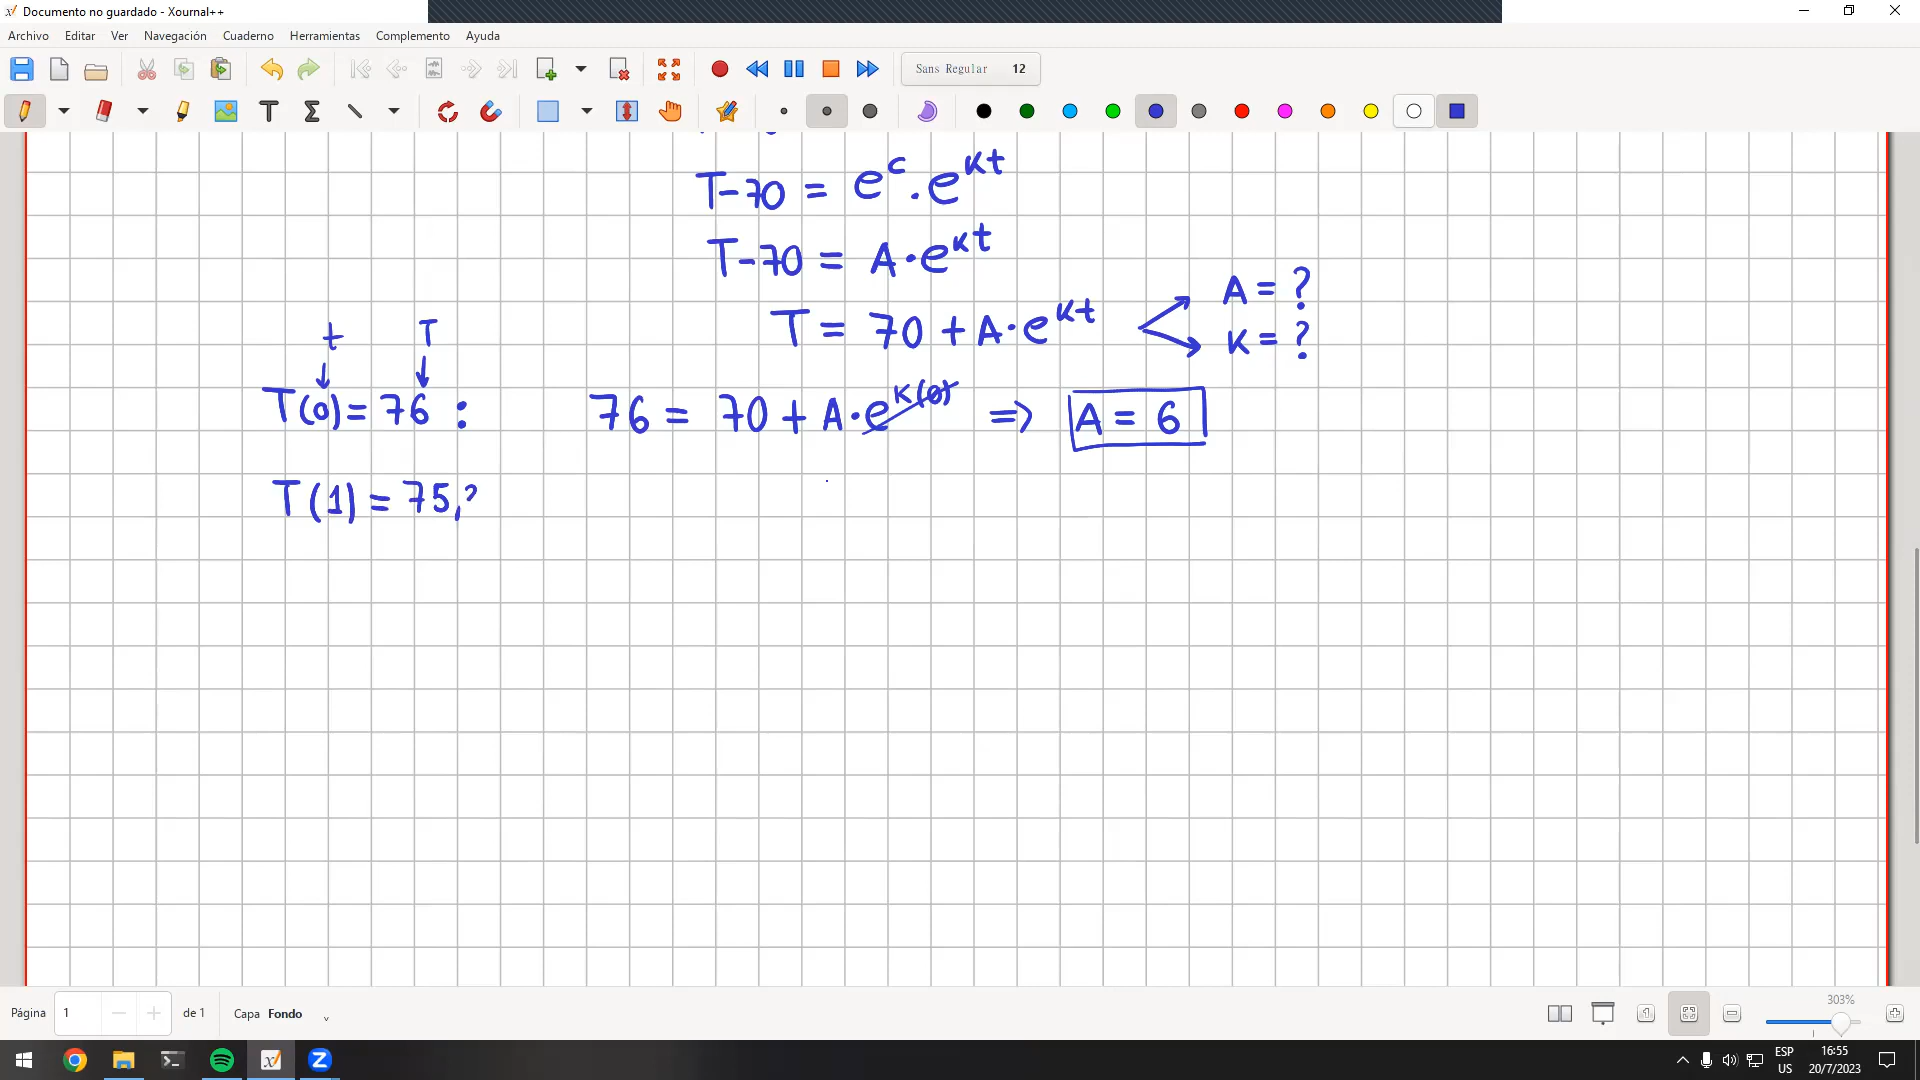 Documento no guardado - Xournal++
Archivo Editar Ver Navegación Cuaderno Herramientas Complemento Ayuda
Sans Regular 12
T-70 = e^c . e^kt
T-70 = A·e^kt
A = ?
T = 70 + A·e^kt
K = ?
t T
T(0) = 76 : 76 = 70 + A·e^k(0) => A = 6
T(1) = 75,
Página 1 de 1 Capa Fondo
303%
ESP
US
16:55
20/7/2023